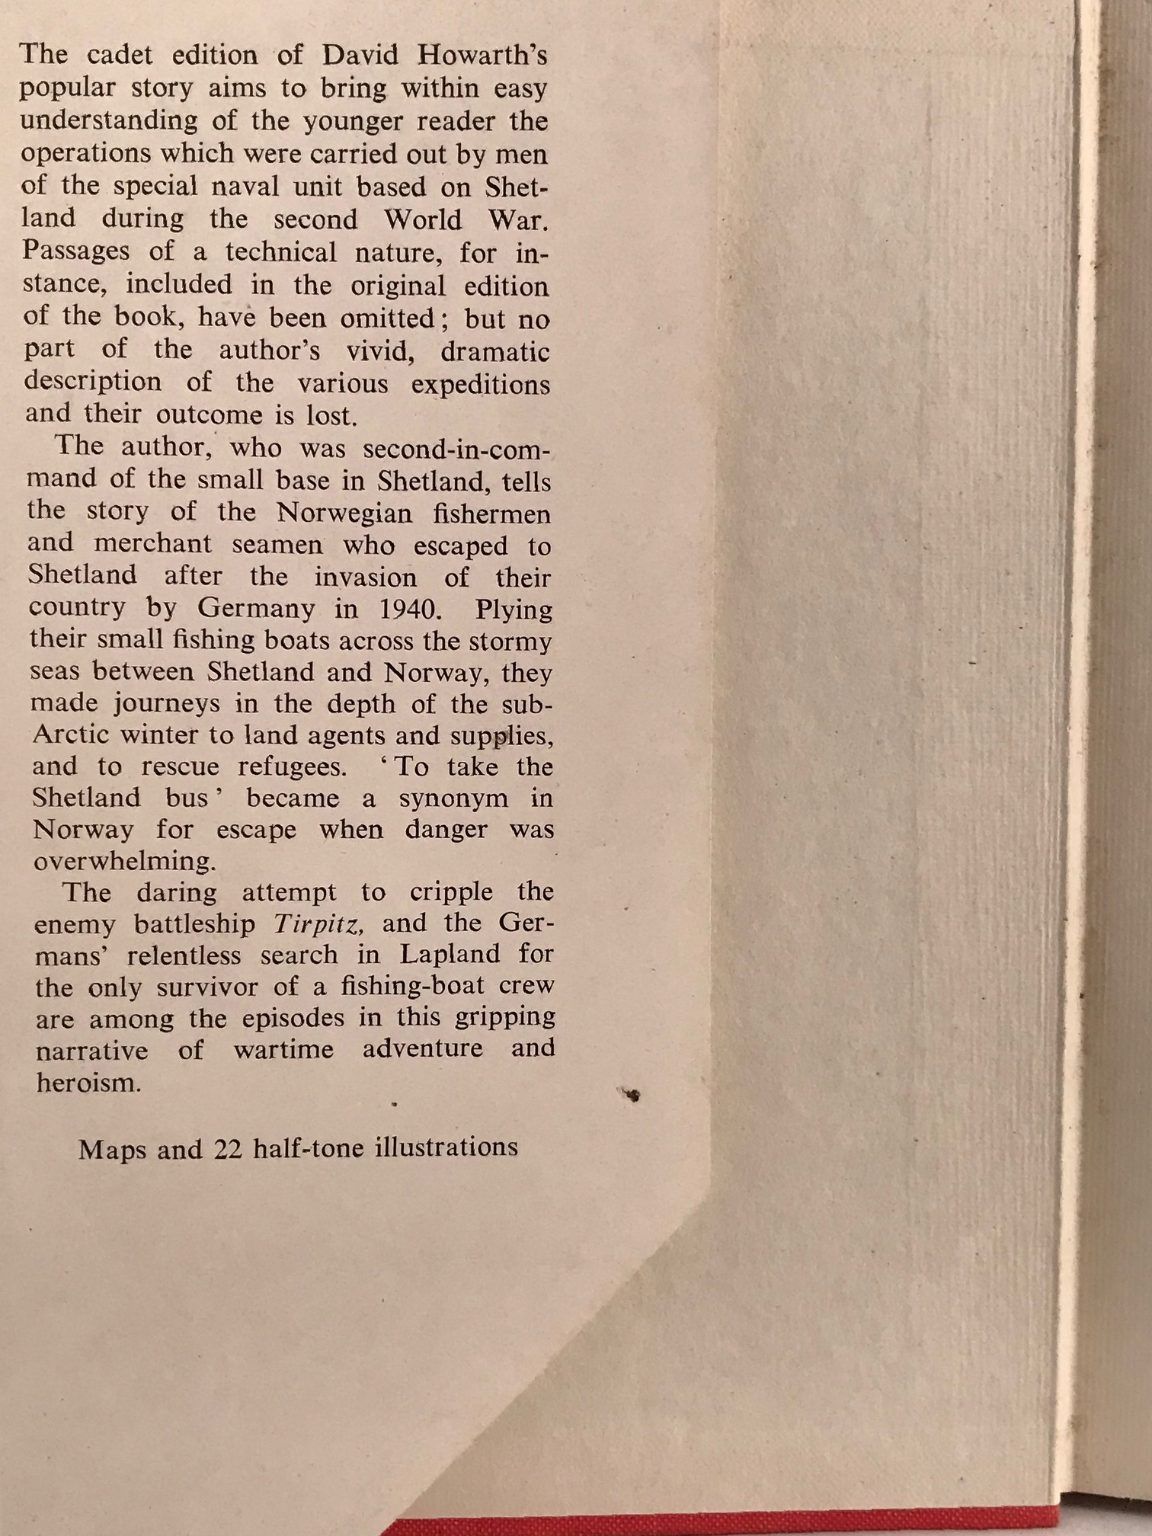 The cadet edition of David Howarth's
popular story aims to bring within easy
understanding of the younger reader the
operations which were carried out by men
of the special naval unit based on Shet-
land during the second World War.
Passages of a technical nature, for in-
stance, included in the original edition
of the book, have been omitted; but no
part of the author's vivid, dramatic
description of the various expeditions
and their outcome is lost.
The author, who was second-in-com-
mand of the small base in Shetland, tells
the story of the Norwegian fishermen
and merchant seamen who escaped to
Shetland after the invasion of their
country by Germany in 1940. Plying
their small fishing boats across the stormy
seas between Shetland and Norway, they
made journeys in the depth of the sub-
Arctic winter to land agents and supplies,
and to rescue refugees. ‘To take the
Shetland bus’ became a synonym in
Norway for escape when danger was
overwhelming.
The daring attempt to cripple the
enemy battleship Tirpitz, and the Ger-
mans’ relentless search in Lapland for
the only survivor of a fishing-boat crew
are among the episodes in this gripping
narrative of wartime adventure and
heroism.
Maps and 22 half-tone illustrations